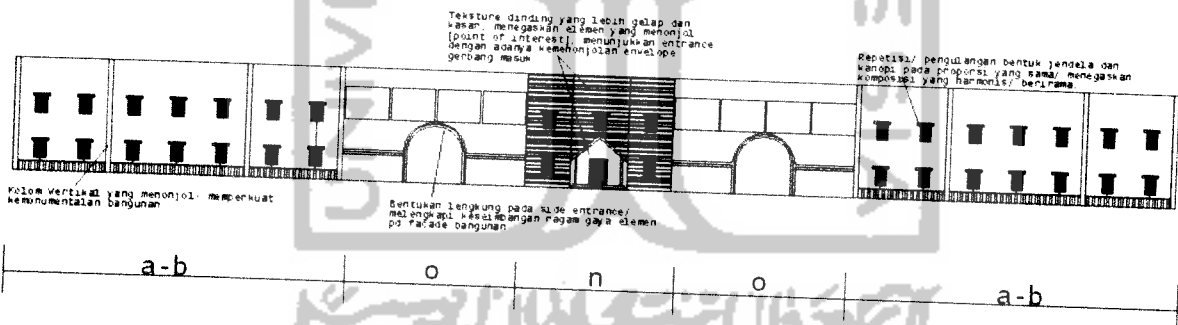 Teksture dinding yang lebih gelap dan
kasar, menegaskan elemen yang menonjol
[point of interest], menunjukkan entrance
dengan adanya kemenonjolan envelope
gerbang masuk
Repetisi/ pengulangan bentuk jendela dan
kanopi pada proporsi yang sama/ menegaskan
komposisi yang harmonis/ berirama.
Kolom Vertikal yang menonjol- memperkuat
kemonumentalan bangunan
Bentukan lengkung pada side entrance/
melengkapi keseimbangan ragam gaya elemen
pd facade bangunan
a-b
o
n
o
a-b